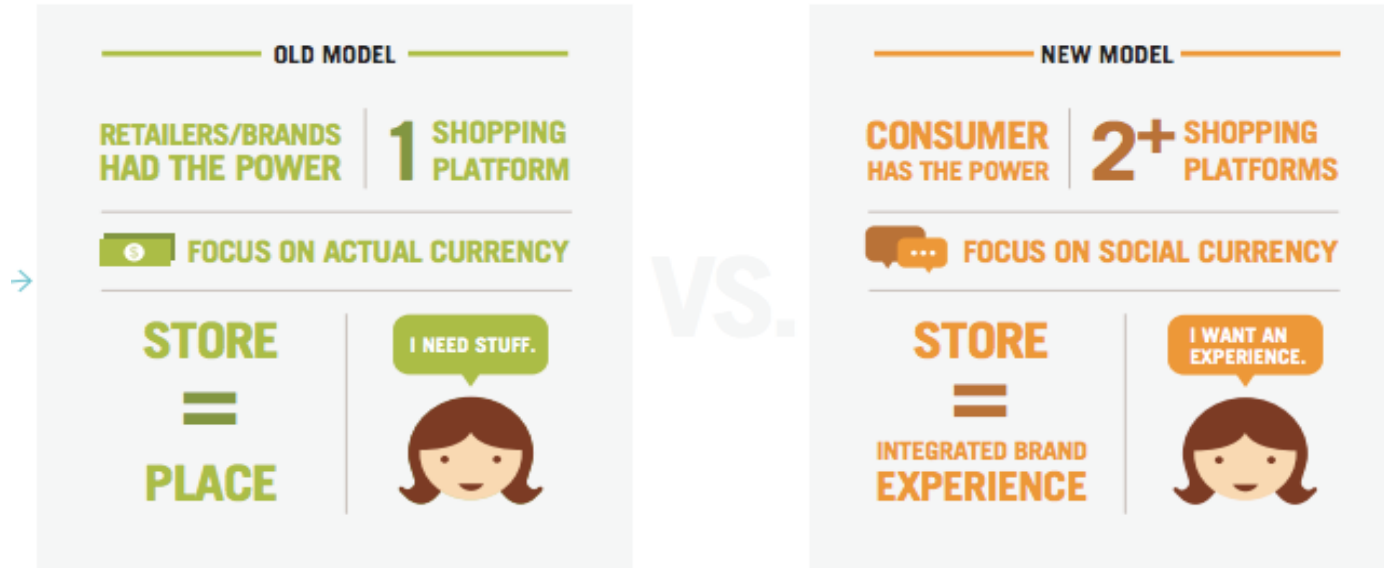 OLD MODEL
RETAILERS/BRANDS
HAD THE POWER
1
SHOPPING
PLATFORM
$
FOCUS ON ACTUAL CURRENCY
STORE
=
PLACE
I NEED STUFF.
VS.
NEW MODEL
CONSUMER
HAS THE POWER
2+
SHOPPING
PLATFORMS
FOCUS ON SOCIAL CURRENCY
STORE
=
INTEGRATED BRAND
EXPERIENCE
I WANT AN
EXPERIENCE.